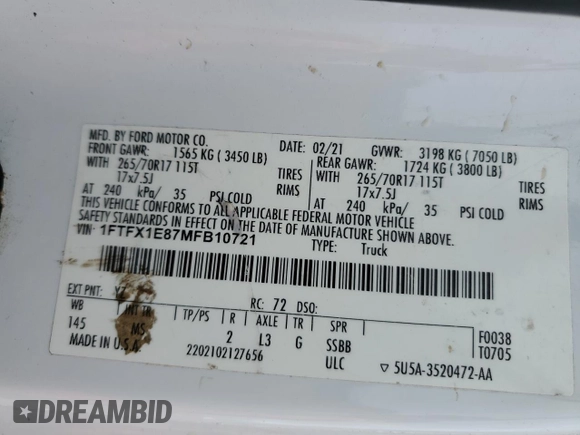 MFD. BY FORD MOTOR CO.
DATE: 02/21 GVWR: 3198 KG ( 7050 LB)
FRONT GAWR: 1565 KG ( 3450 LB) REAR GAWR: 1724 KG ( 3800 LB)
WITH 265/70R17 115T TIRES WITH 265/70R17 115T TIRES
17x7.5J RIMS 17x7.5J RIMS
AT 240 kPa/ 35 PSI COLD AT 240 kPa/ 35 PSI COLD
THIS VEHICLE CONFORMS TO ALL APPLICABLE FEDERAL MOTOR VEHICLE
SAFETY STANDARDS IN EFFECT ON THE DATE OF MANUFACTURE SHOWN ABOVE.
VIN: 1FTFX1E87MFB10721 TYPE: Truck
EXT PNT: YZ RC: 72 DSO:
WB INT TR TP/PS R AXLE TR SPR F0038
145 MS 2 L3 G SSBB T0705
MADE IN U.S.A. 2202102127656 ULC ▽ 5U5A-3520472-AA
DREAMBID